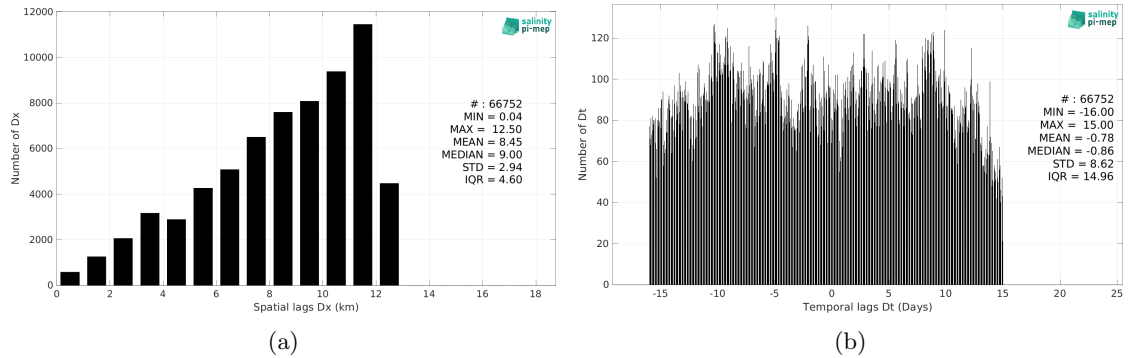 12000
10000
8000
6000
4000
2000
0
Number of Dx
0 2 4 6 8 10 12 14 16 18
Spatial lags Dx (km)
salinity
pi-mep
# : 66752
MIN = 0.04
MAX = 12.50
MEAN = 8.45
MEDIAN = 9.00
STD = 2.94
IQR = 4.60
(a)
120
100
80
60
40
20
0
Number of Dt
-15 -10 -5 0 5 10 15 20 25
Temporal lags Dt (Days)
salinity
pi-mep
# : 66752
MIN = -16.00
MAX = 15.00
MEAN = -0.78
MEDIAN = -0.86
STD = 8.62
IQR = 14.96
(b)